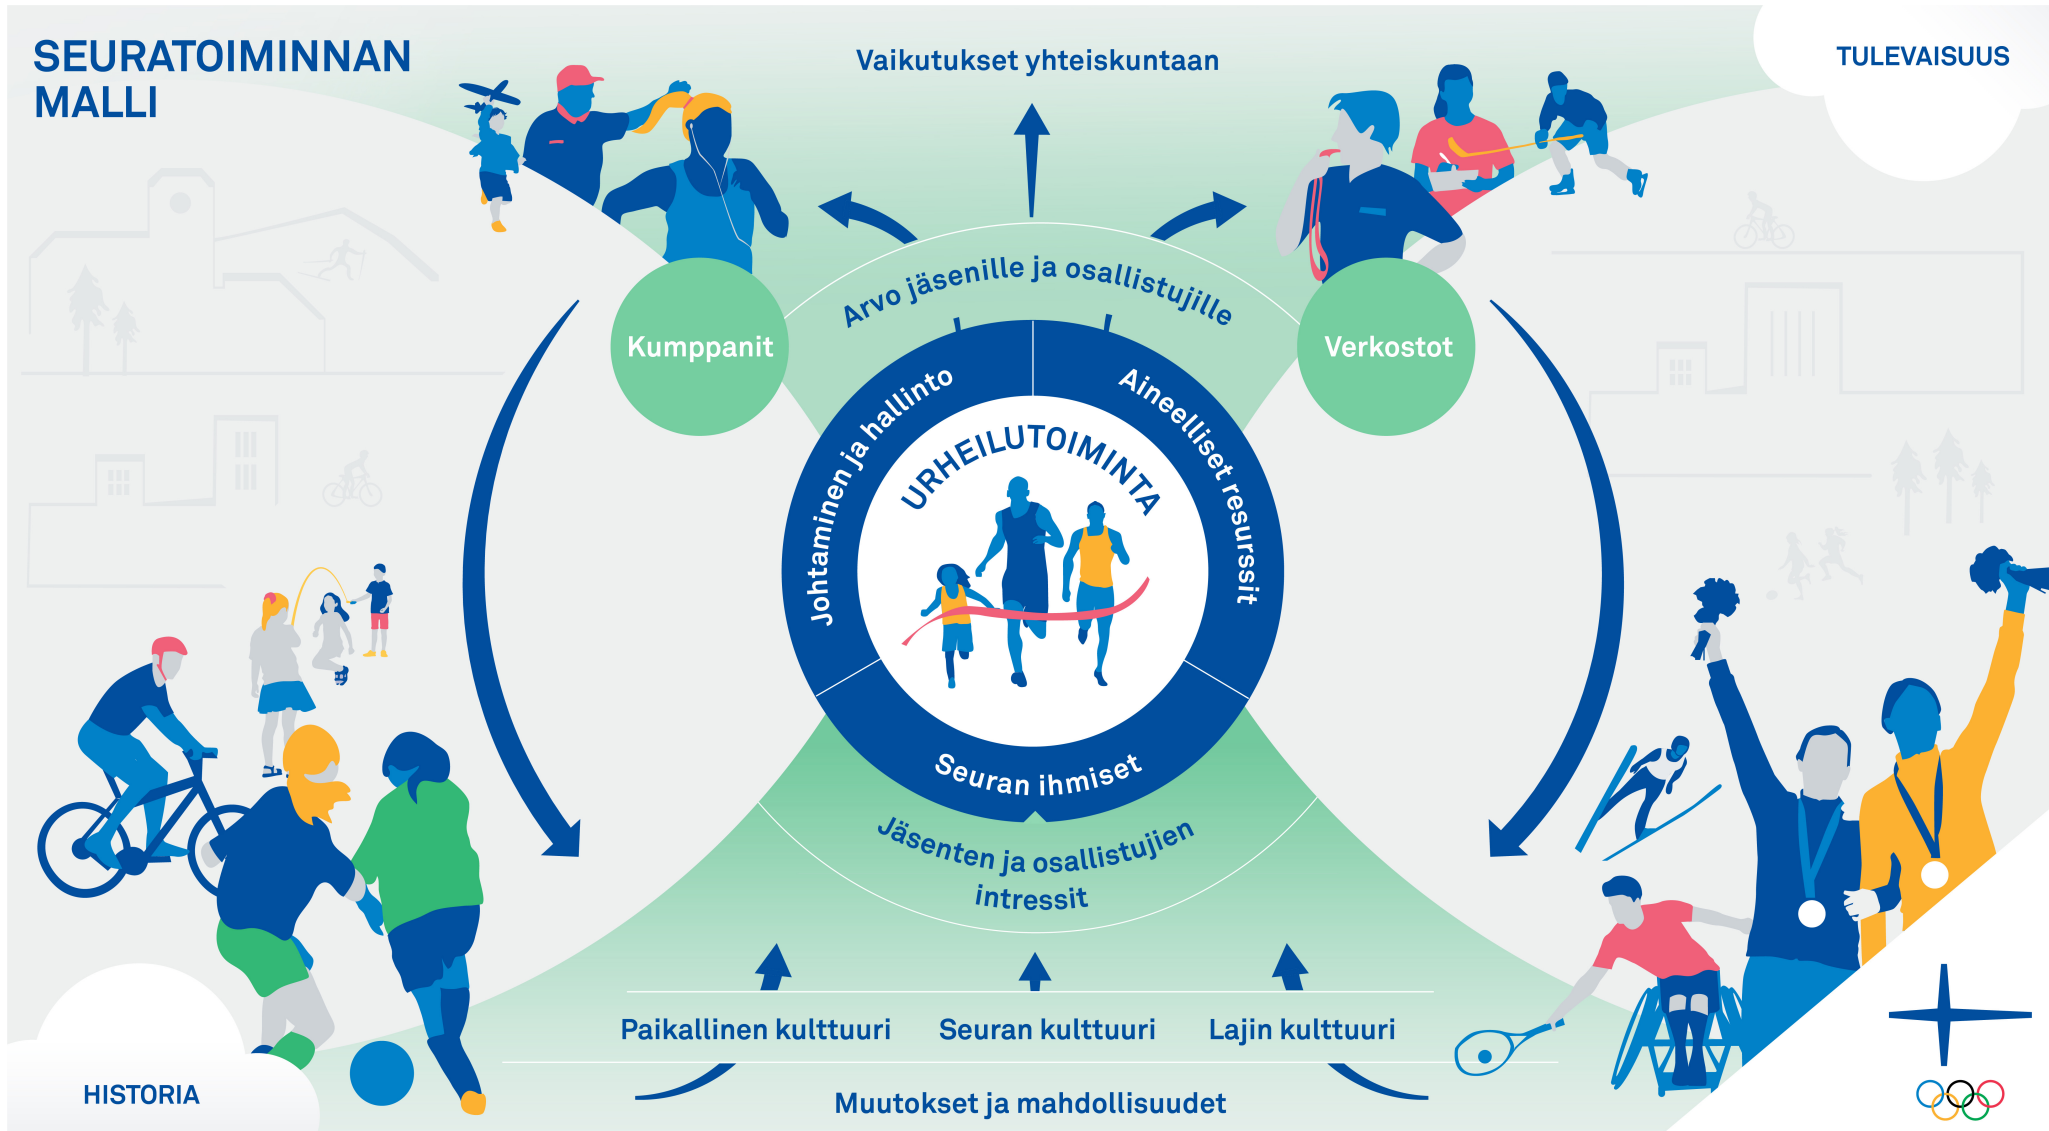 SEURATOIMINNAN
MALLI
Vaikutukset yhteiskuntaan
TULEVAISUUS
Arvo jäsenille ja osallistujille
Kumppanit
Verkostot
Johtaminen ja hallinto
Aineelliset resurssit
URHEILUTOIMINTA
Seuran ihmiset
Jäsenten ja osallistujien
intressit
Paikallinen kulttuuri
Seuran kulttuuri
Lajin kulttuuri
HISTORIA
Muutokset ja mahdollisuudet